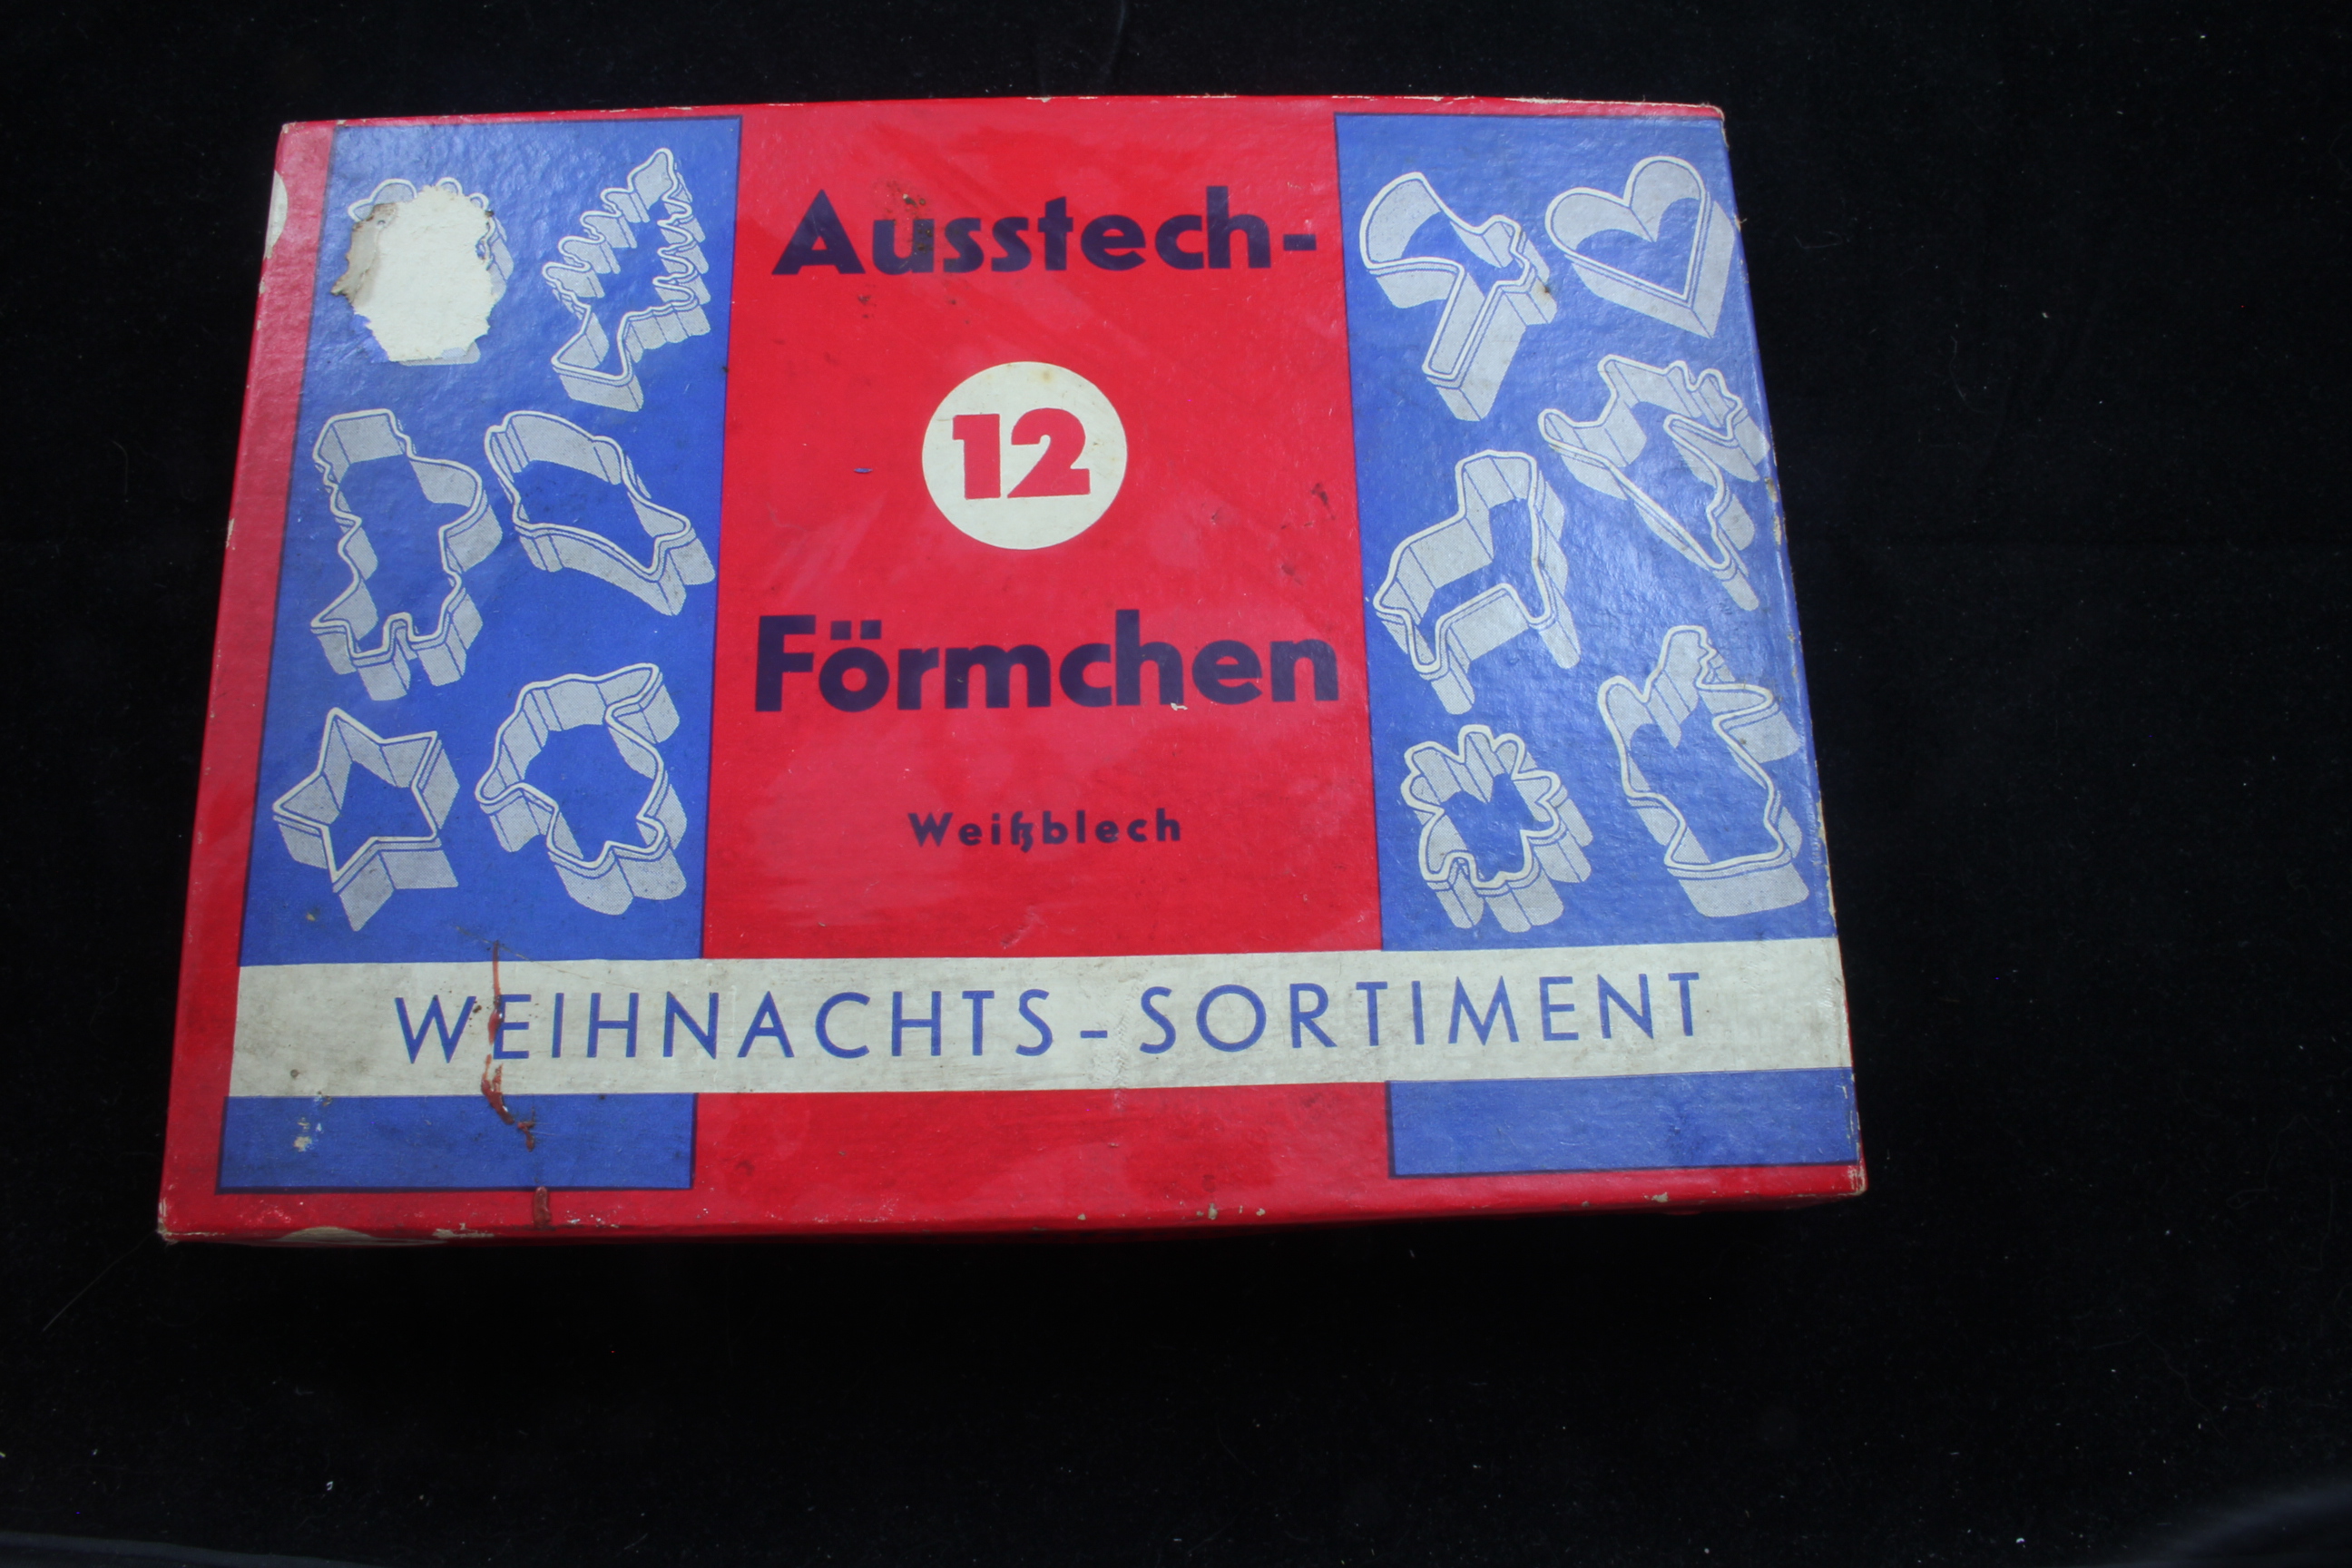 Ausstech-
12
Förmchen
Weißblech
WEIHNACHTS-SORTIMENT